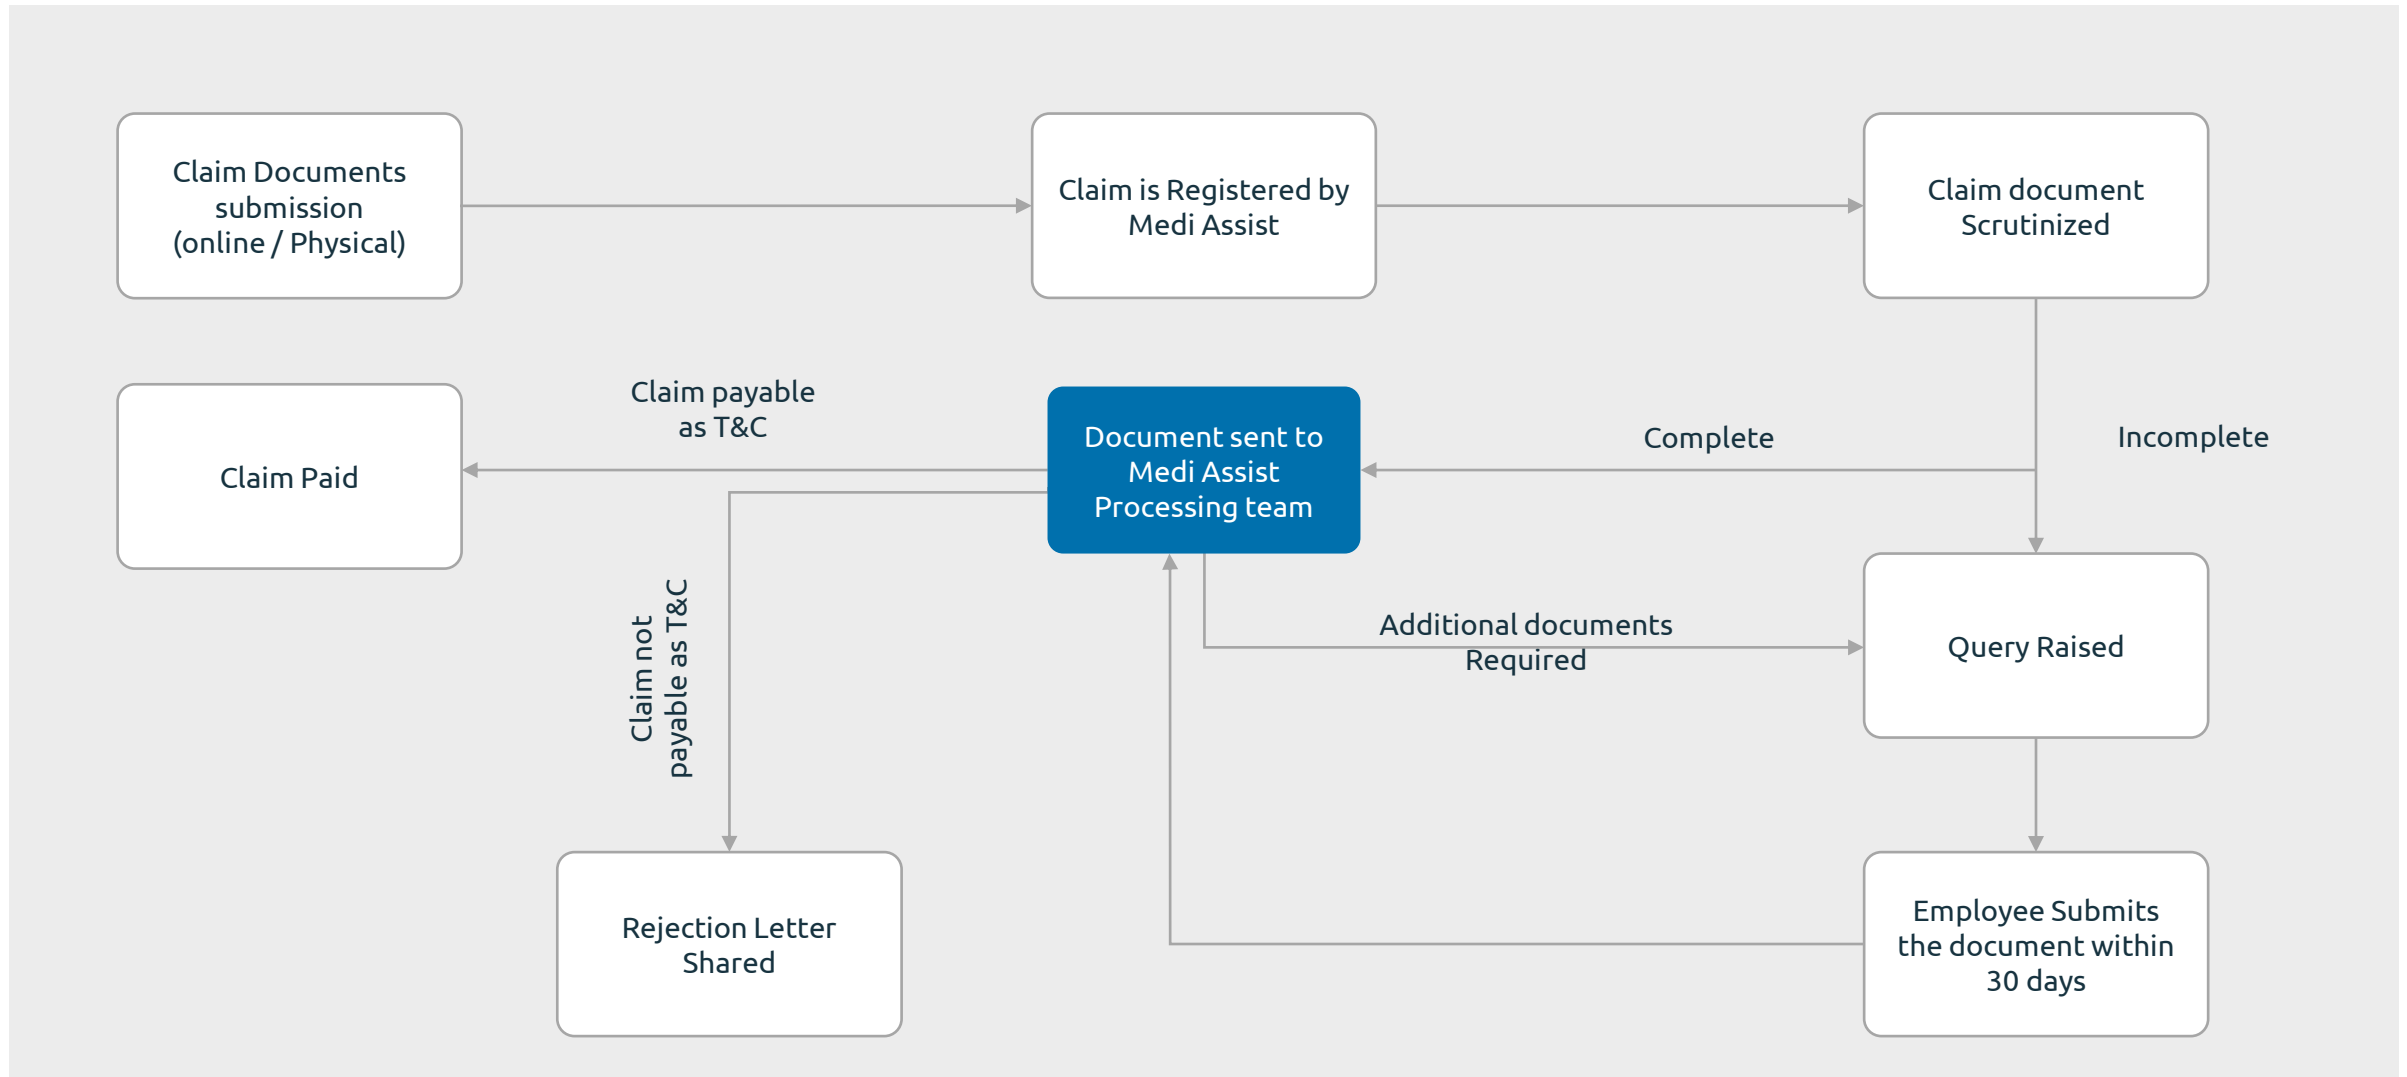 Claim Documents
submission
(online / Physical)
Claim is Registered by
Medi Assist
Claim document
Scrutinized
Claim Paid
Claim payable
as T&C
Document sent to
Medi Assist
Processing team
Complete
Incomplete
Claim not
payable as T&C
Additional documents
Required
Query Raised
Rejection Letter
Shared
Employee Submits
the document within
30 days